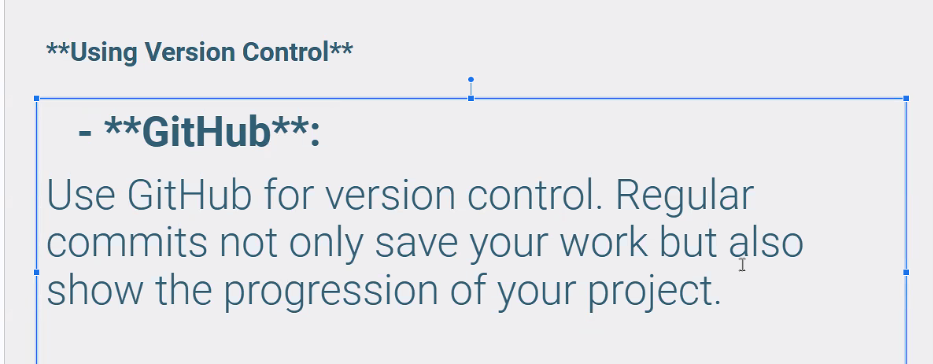 **Using Version Control**
- **GitHub**:
Use GitHub for version control. Regular
commits not only save your work but also
show the progression of your project.